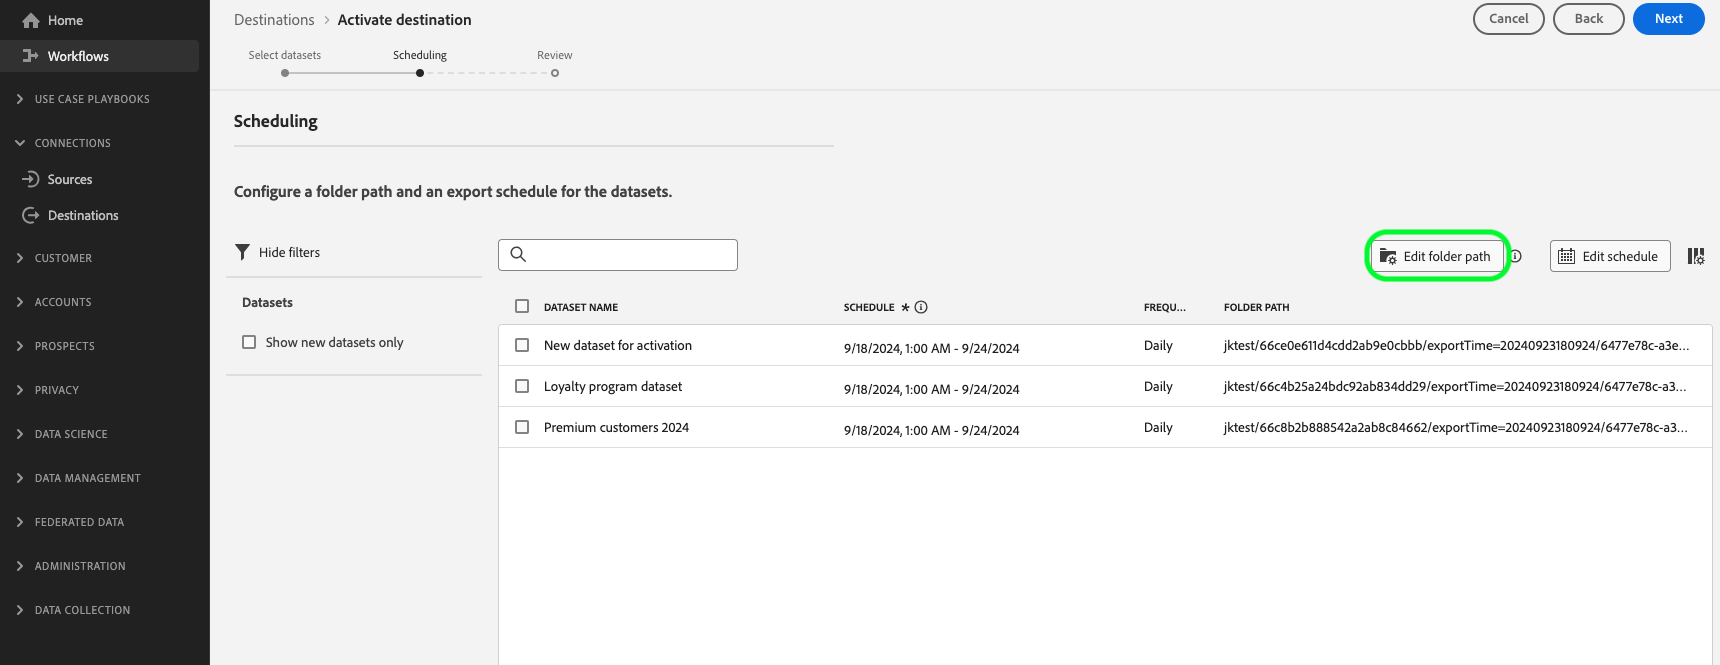 Home
Workflows
USE CASE PLAYBOOKS
CONNECTIONS
Sources
Destinations
CUSTOMER
ACCOUNTS
PROSPECTS
PRIVACY
DATA SCIENCE
DATA MANAGEMENT
FEDERATED DATA
ADMINISTRATION
DATA COLLECTION
Destinations > Activate destination
Cancel Back Next
Select datasets Scheduling Review
Scheduling
Configure a folder path and an export schedule for the datasets.
Hide filters
Datasets
Show new datasets only
Edit folder path Edit schedule
DATASET NAME SCHEDULE * FREQU... FOLDER PATH
New dataset for activation 9/18/2024, 1:00 AM - 9/24/2024 Daily jktest/66ce0e611d4cdd2ab9e0cbbb/exportTime=20240923180924/6477e78c-a3e...
Loyalty program dataset 9/18/2024, 1:00 AM - 9/24/2024 Daily jktest/66c4b25a24bdc92ab834dd29/exportTime=20240923180924/6477e78c-a3...
Premium customers 2024 9/18/2024, 1:00 AM - 9/24/2024 Daily jktest/66c8b2b888542a2ab8c84662/exportTime=20240923180924/6477e78c-a3...